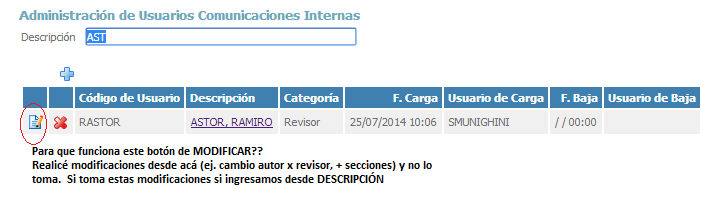 Administración de Usuarios Comunicaciones Internas
Descripción AST
Código de Usuario Descripción Categoría F. Carga Usuario de Carga F. Baja Usuario de Baja
RASTOR ASTOR, RAMIRO Revisor 25/07/2014 10:06 SMUNIGHINI / / 00:00
Para que funciona este botón de MODIFICAR??
Realicé modificaciones desde acá (ej. cambio autor x revisor, + secciones) y no lo
toma. Si toma estas modificaciones si ingresamos desde DESCRIPCIÓN